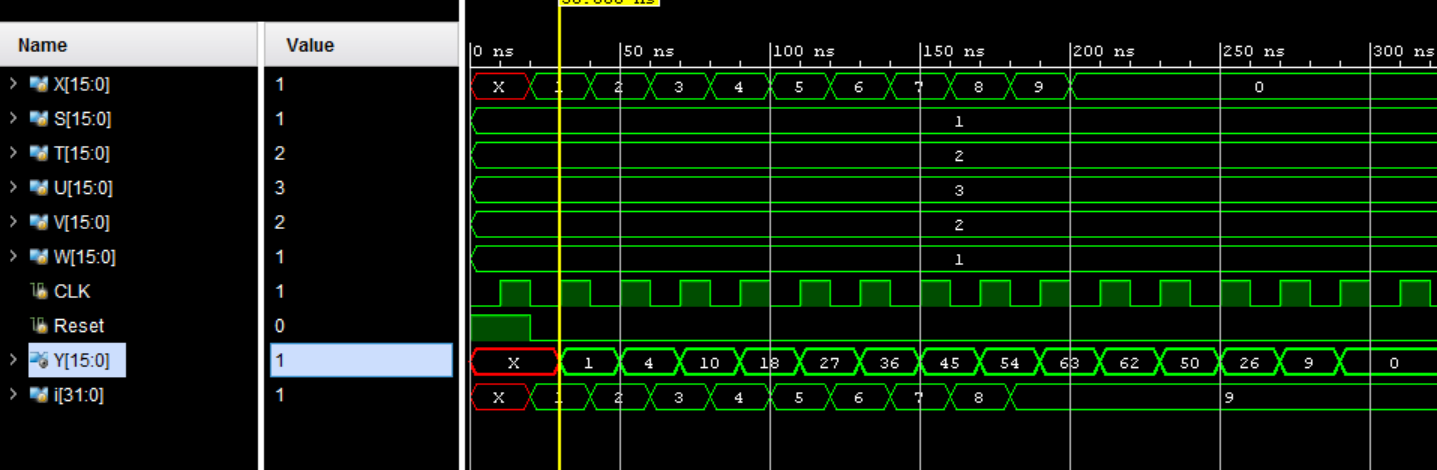 Name Value 0 ns 50 ns 100 ns 150 ns 200 ns 250 ns 300 ns
X[15:0] 1 X 1 2 3 4 5 6 7 8 9 0
S[15:0] 1 1
T[15:0] 2 2
U[15:0] 3 3
V[15:0] 2 2
W[15:0] 1 1
CLK 1
Reset 0
Y[15:0] 1 X 1 4 10 18 27 36 45 54 63 62 50 26 9 0
i[31:0] 1 X 1 2 3 4 5 6 7 8 9